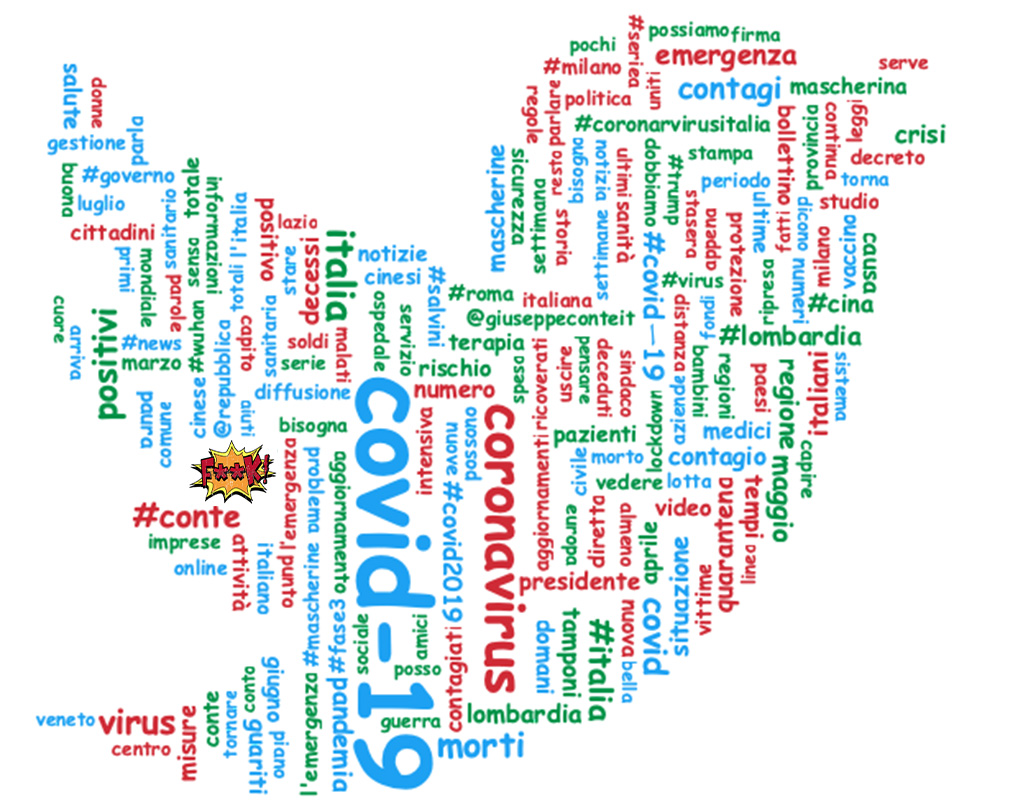 salute
donne
gestione
parla
buona
#governo
luglio
sanitario
totale
informazioni
senso
cittadini
primi
mondiale
parole
#wuhan
totali
l'italia
positivo
lazio
stare
decessi
italia
notizie
cinesi
#salvini
cuore
arriva
positivi
#news
marzo
@repubblica
cinese
capito
sanitaria
soldi
serie
malati
ospedale
servizio
rischio
diffusione
aiuti
paura
comune
F**K!
bisogna
numero
covid-19
intensiva
#conte
imprese
online
attività
italiano
l'emergenza
otund
problema
#mascherine
aggiornamento
#fase3
#pandemia
sociale
amici
posso
guerra
nuove
#covid2019
possono
contagiati
coronavirus
veneto
virus
centro
misure
conte
tornare
conto
guariti
giugno
piano
l'emergenza
lombardia
morti
pochi
#milano
#seriea
possiamo
firma
emergenza
serve
uniti
contagi
mascherina
regole
parlare
politica
resto
#coronarvirusitalia
bollettino
provincia
continua
leggi
crisi
decreto
mascherine
sicurezza
settimana
storia
bisogno
notizia
settimane
ultimi
sanità
dobbiamo
#trump
stampa
periodo
torna
studio
stasera
appena
protezione
ultime
fatti
dicono
numeri
milano
vaccino
causa
#covid-19
#virus
ripresa
#cina
#roma
italiana
@giuseppeconteit
terapia
distanza
fondi
#lombardia
spesa
ricoverati
uscire
pensare
deceduti
sindaco
lockdown
aziende
bambini
regioni
paesi
regione
italiani
sistema
pazienti
medici
civile
morto
contagio
capire
maggio
vedere
lotta
aggiornamenti
video
quarantena
tempi
linea
diretta
almeno
aprile
presidente
situazione
vittime
domani
tamponi
#italia
nuova
bella
covid